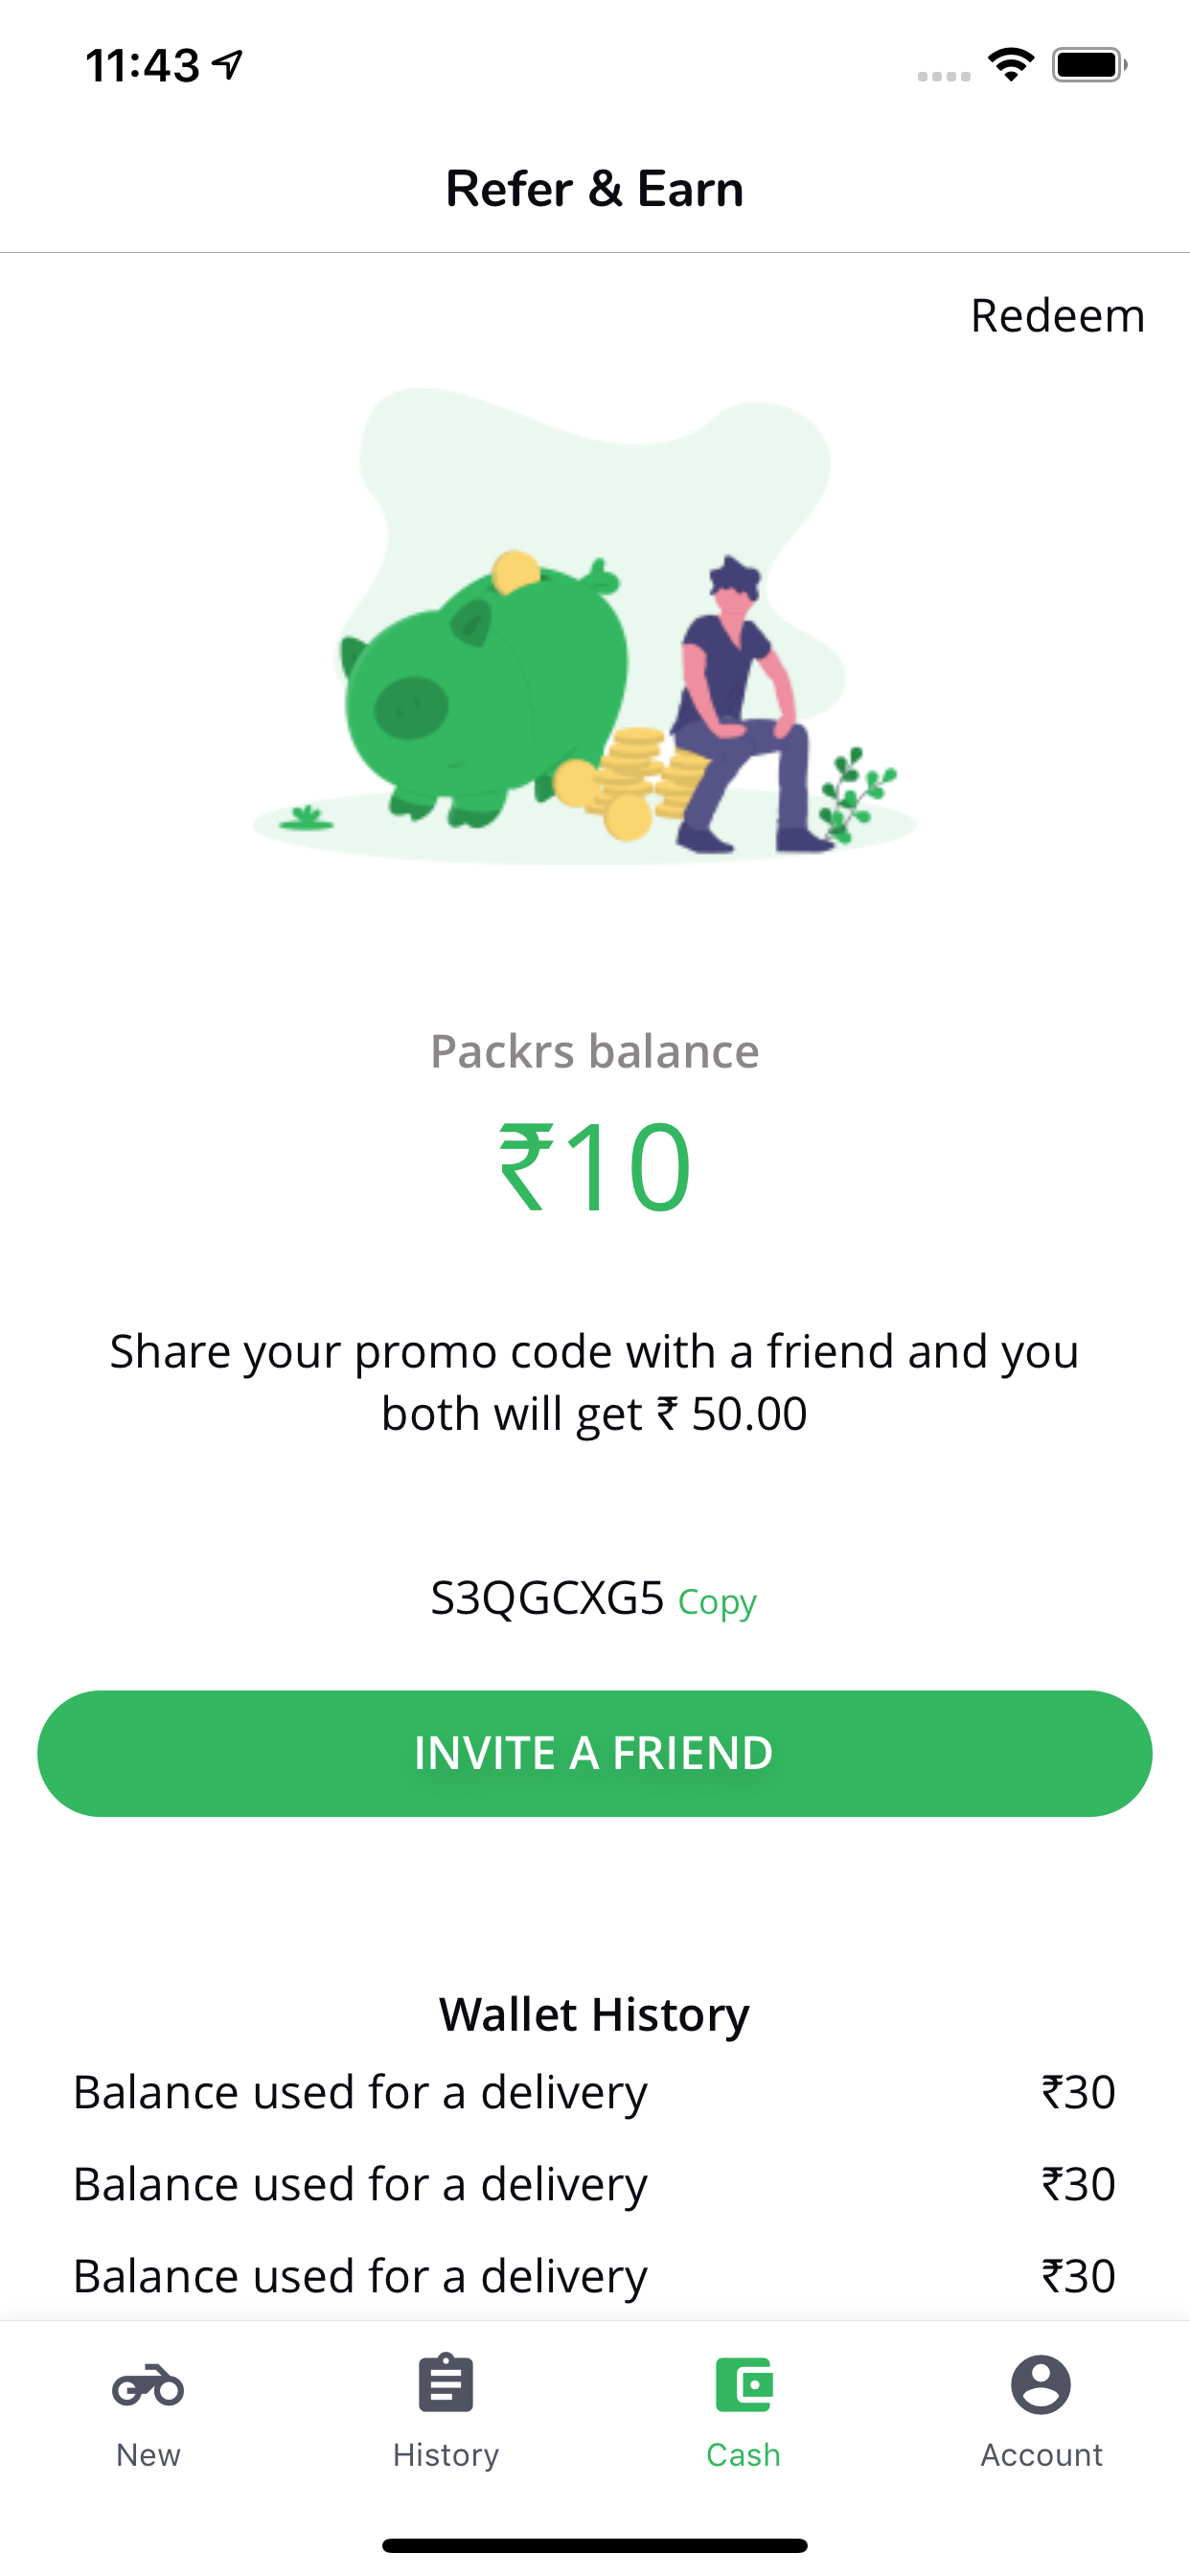 11:43
Refer & Earn
Redeem
Packrs balance
₹10
Share your promo code with a friend and you
both will get ₹ 50.00
S3QGCXG5 Copy
INVITE A FRIEND
Wallet History
Balance used for a delivery ₹30
Balance used for a delivery ₹30
Balance used for a delivery ₹30
New History Cash Account